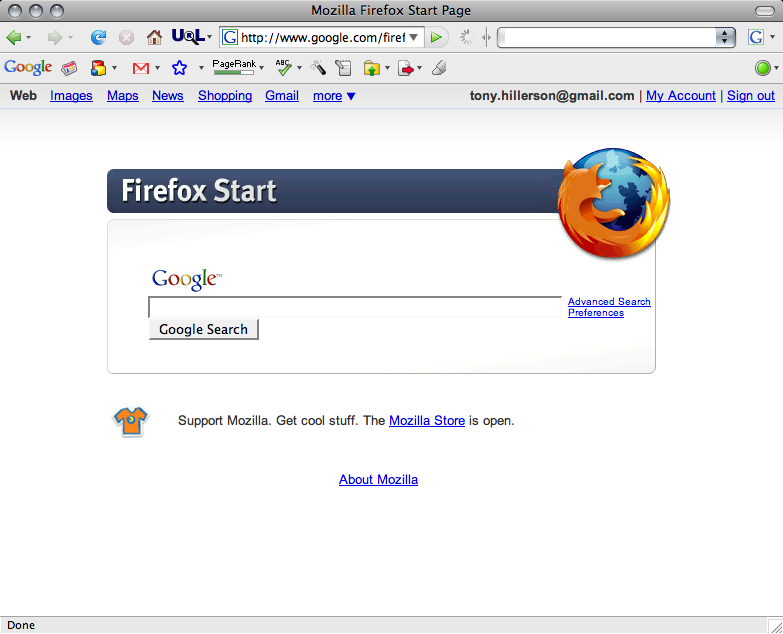 Mozilla Firefox Start Page
URL http://www.google.com/firef
Google PageRank ABC
Web Images Maps News Shopping Gmail more ▼ tony.hillerson@gmail.com | My Account | Sign out
Firefox Start
Google™
Advanced Search
Preferences
Google Search
Support Mozilla. Get cool stuff. The Mozilla Store is open.
About Mozilla
Done